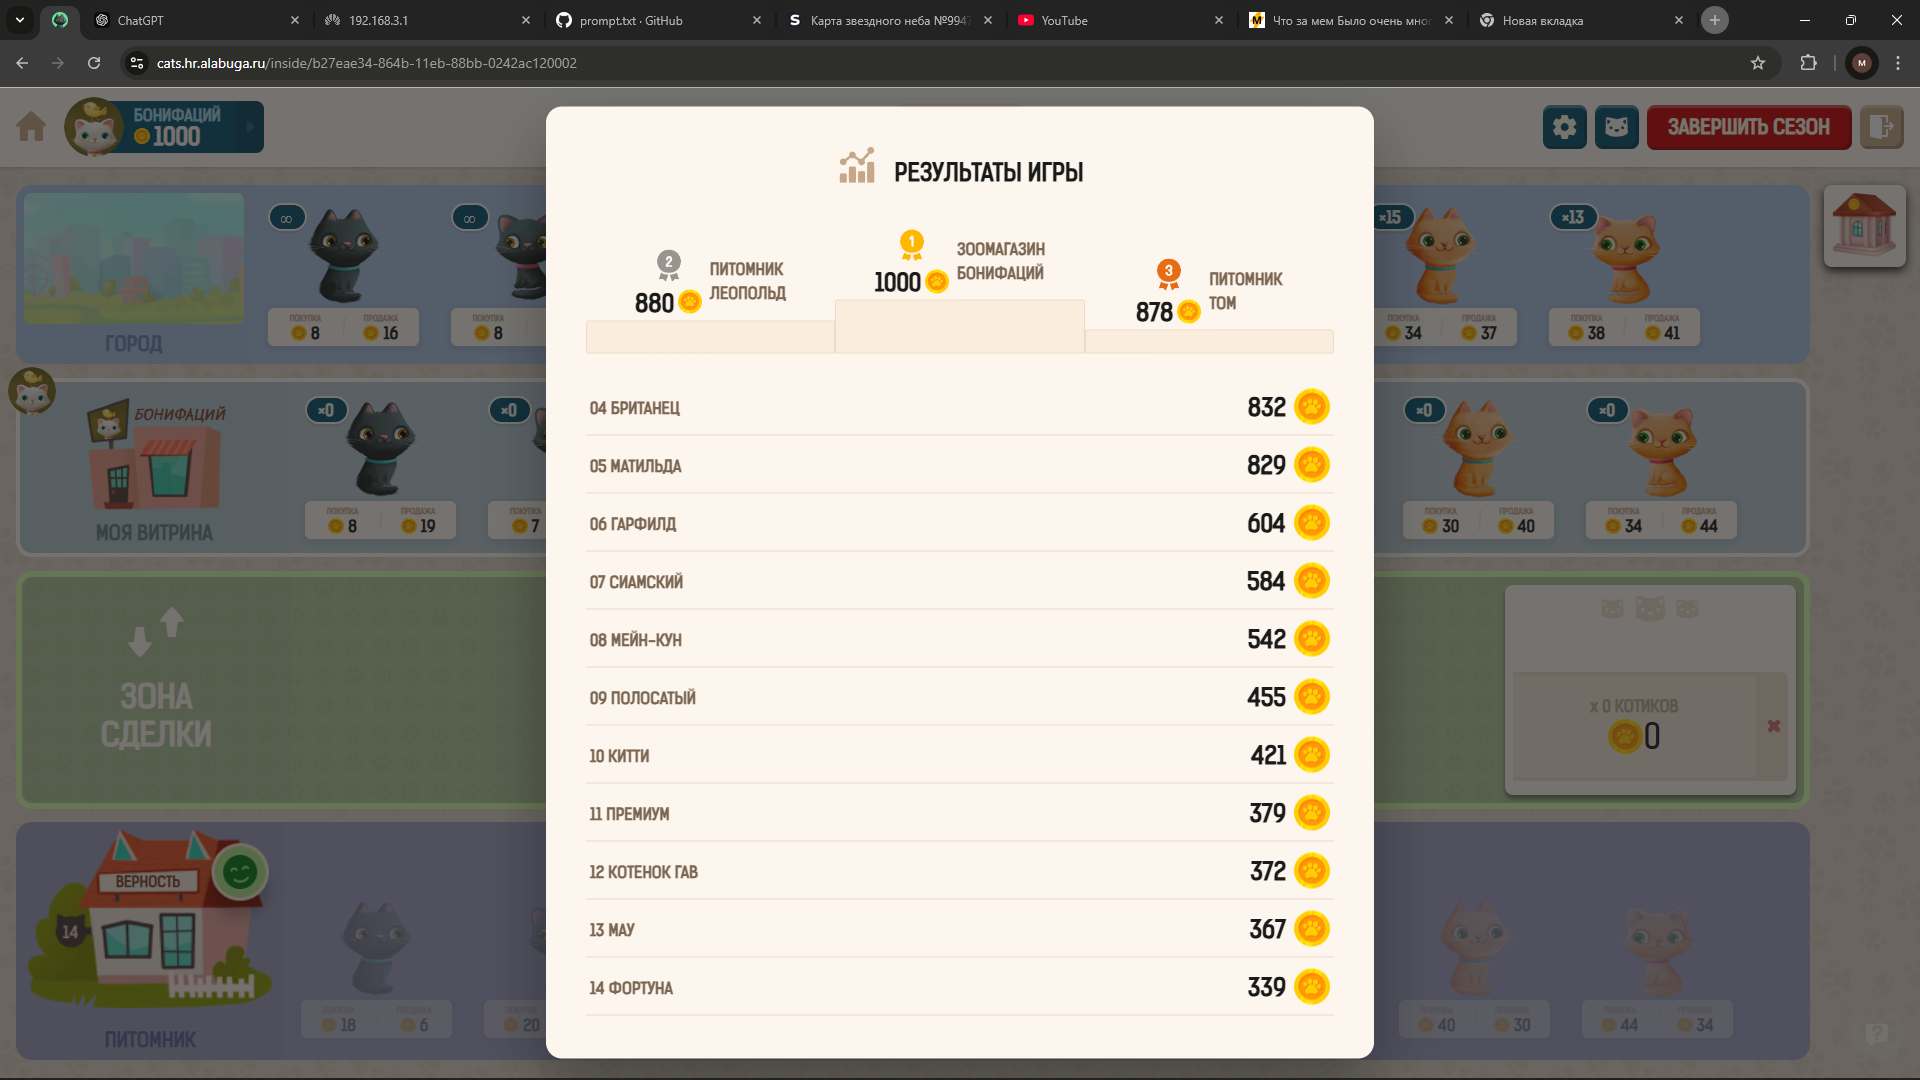 ChatGPT
192.168.3.1
prompt.txt · GitHub
Карта звездного неба №994
YouTube
Что за мем Было очень мно
Новая вкладка
cats.hr.alabuga.ru/inside/b27eae34-864b-11eb-88bb-0242ac120002
M
БОНИФАЦИЙ
1000
ЗАВЕРШИТЬ СЕЗОН
РЕЗУЛЬТАТЫ ИГРЫ
2
880
ПИТОМНИК
ЛЕОПОЛЬД
1
1000
ЗООМАГАЗИН
БОНИФАЦИЙ
3
878
ПИТОМНИК
ТОМ
04 БРИТАНЕЦ 832
05 МАТИЛЬДА 829
06 ГАРФИЛД 604
07 СИАМСКИЙ 584
08 МЕЙН-КУН 542
09 ПОЛОСАТЫЙ 455
10 КИТТИ 421
11 ПРЕМИУМ 379
12 КОТЕНОК ГАВ 372
13 МАУ 367
14 ФОРТУНА 339
ГОРОД
∞
∞
×15
×13
ПОКУПКА ПРОДАЖА
8 16
ПОКУПКА
8
ПОКУПКА ПРОДАЖА
34 37
ПОКУПКА ПРОДАЖА
38 41
БОНИФАЦИЙ
МОЯ ВИТРИНА
×0
×0
×0
×0
ПОКУПКА ПРОДАЖА
8 19
ПОКУПКА
7
ПОКУПКА ПРОДАЖА
30 40
ПОКУПКА ПРОДАЖА
34 44
ЗОНА
СДЕЛКИ
x 0 КОТИКОВ
0
ВЕРНОСТЬ
14
ПИТОМНИК
ПОКУПКА ПРОДАЖА
18 6
ПОКУПКА
20
ПОКУПКА ПРОДАЖА
40 30
ПОКУПКА ПРОДАЖА
44 34
?